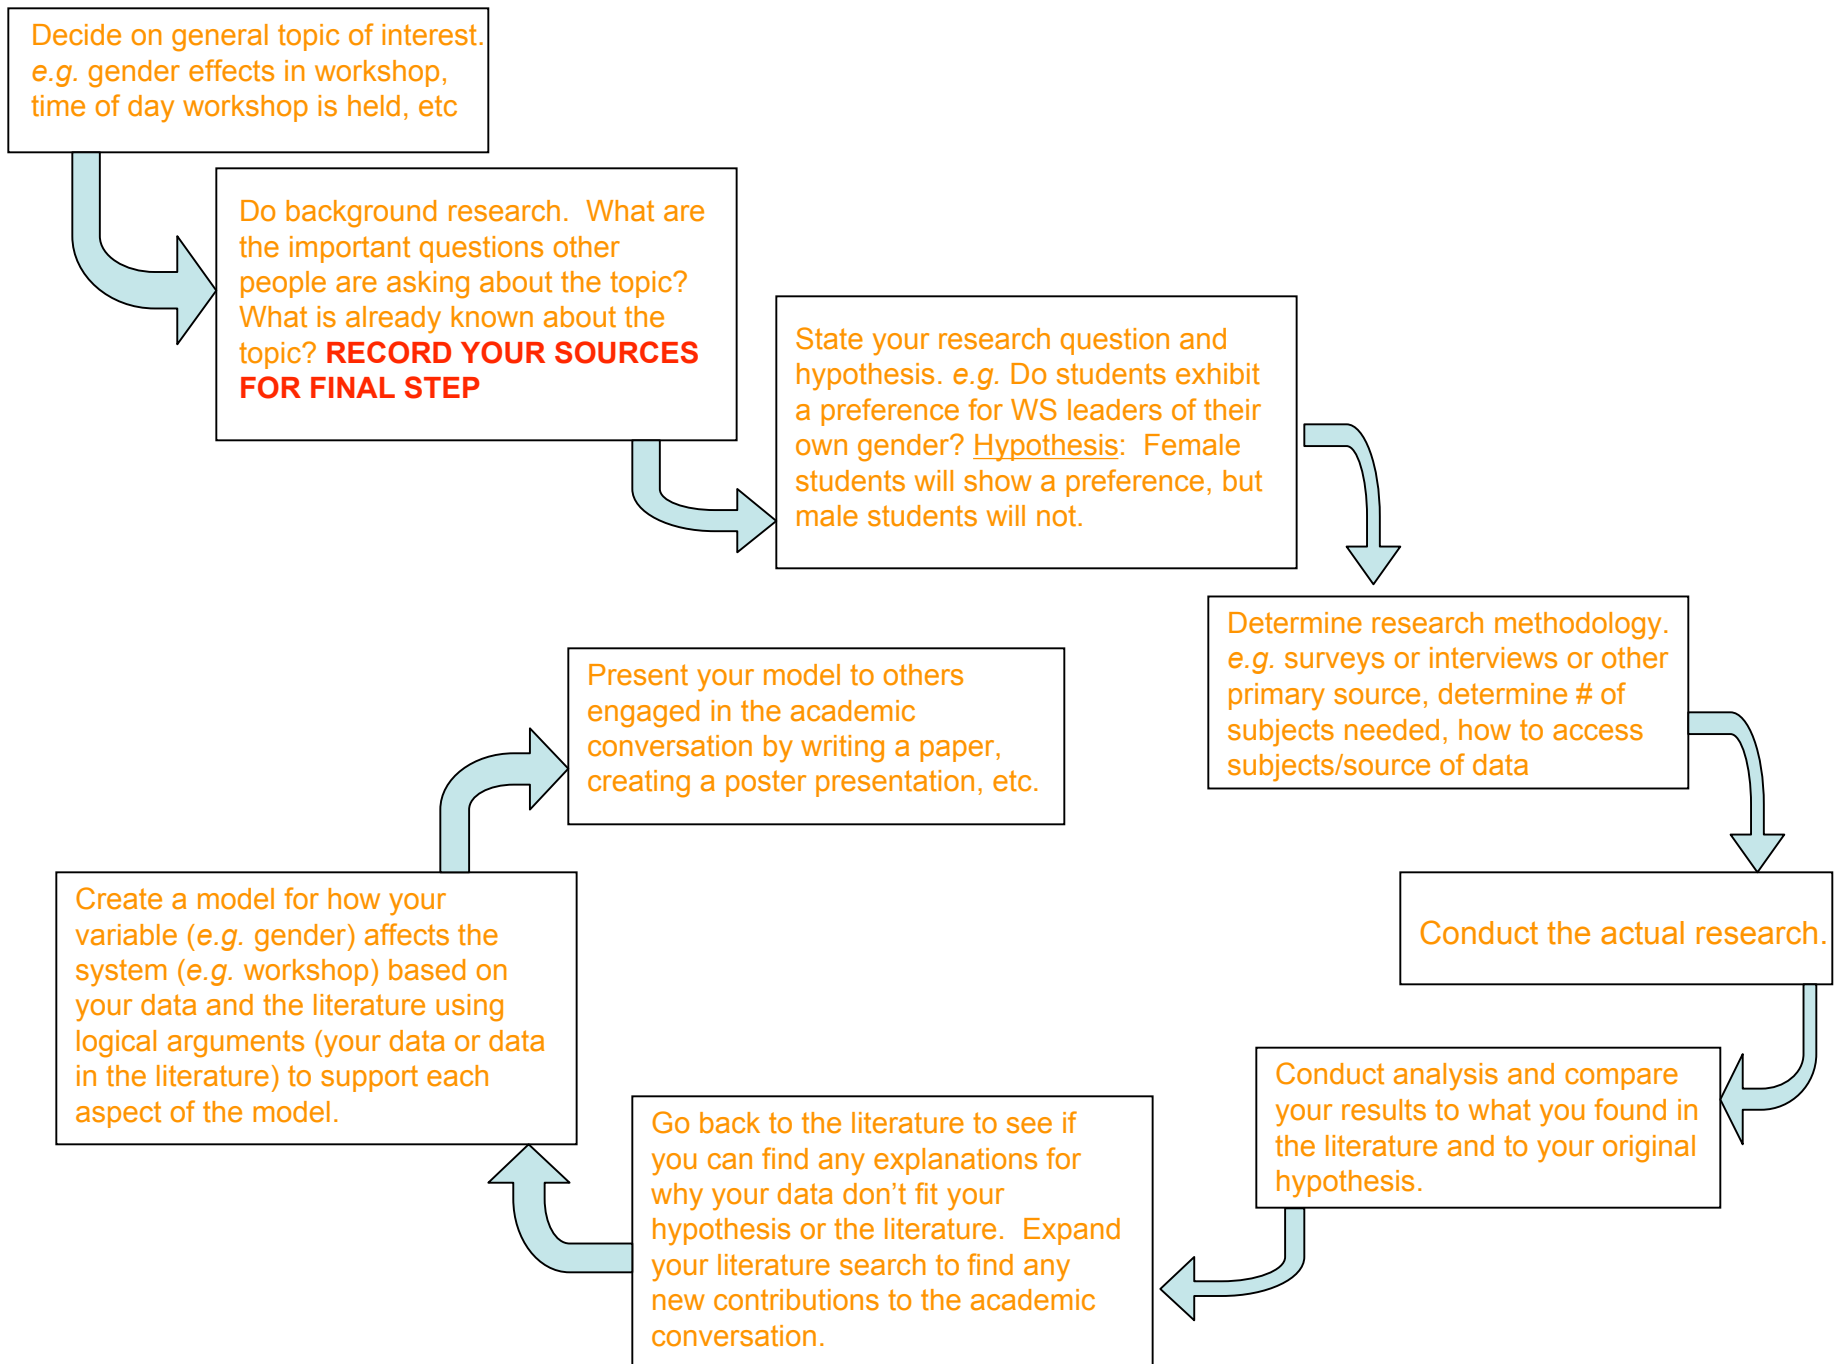 Decide on general topic of interest.
e.g. gender effects in workshop,
time of day workshop is held, etc
Do background research.  What are
the important questions other
people are asking about the topic?
What is already known about the
topic? RECORD YOUR SOURCES
FOR FINAL STEP
State your research question and
hypothesis. e.g. Do students exhibit
a preference for WS leaders of their
own gender? Hypothesis:  Female
students will show a preference, but
male students will not.
Determine research methodology.
e.g. surveys or interviews or other
primary source, determine # of
subjects needed, how to access
subjects/source of data
Conduct the actual research.
Conduct analysis and compare
your results to what you found in
the literature and to your original
hypothesis.
Go back to the literature to see if
you can find any explanations for
why your data don’t fit your
hypothesis or the literature.  Expand
your literature search to find any
new contributions to the academic
conversation.
Create a model for how your
variable (e.g. gender) affects the
system (e.g. workshop) based on
your data and the literature using
logical arguments (your data or data
in the literature) to support each
aspect of the model.
Present your model to others
engaged in the academic
conversation by writing a paper,
creating a poster presentation, etc.